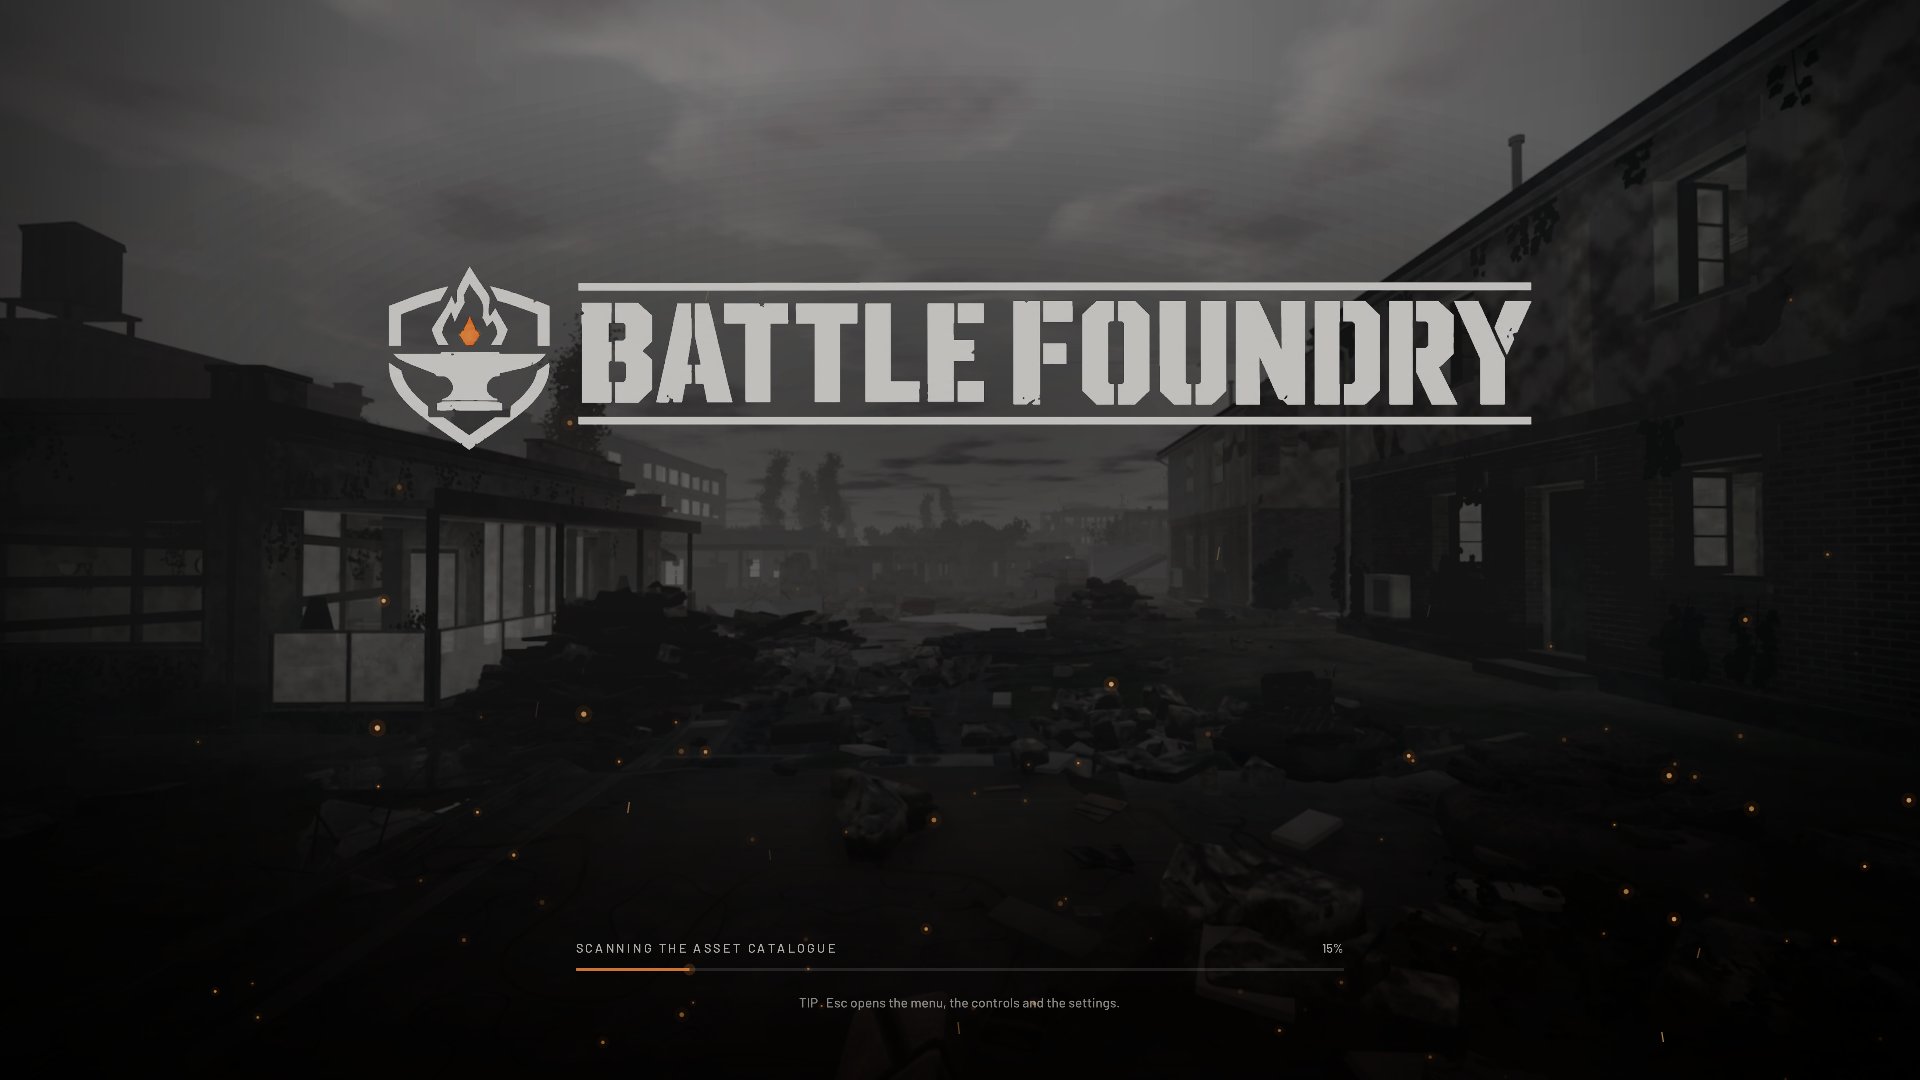 BATTLE FOUNDRY
SCANNING THE ASSET CATALOGUE 15%
TIP · Esc opens the menu, the controls and the settings.